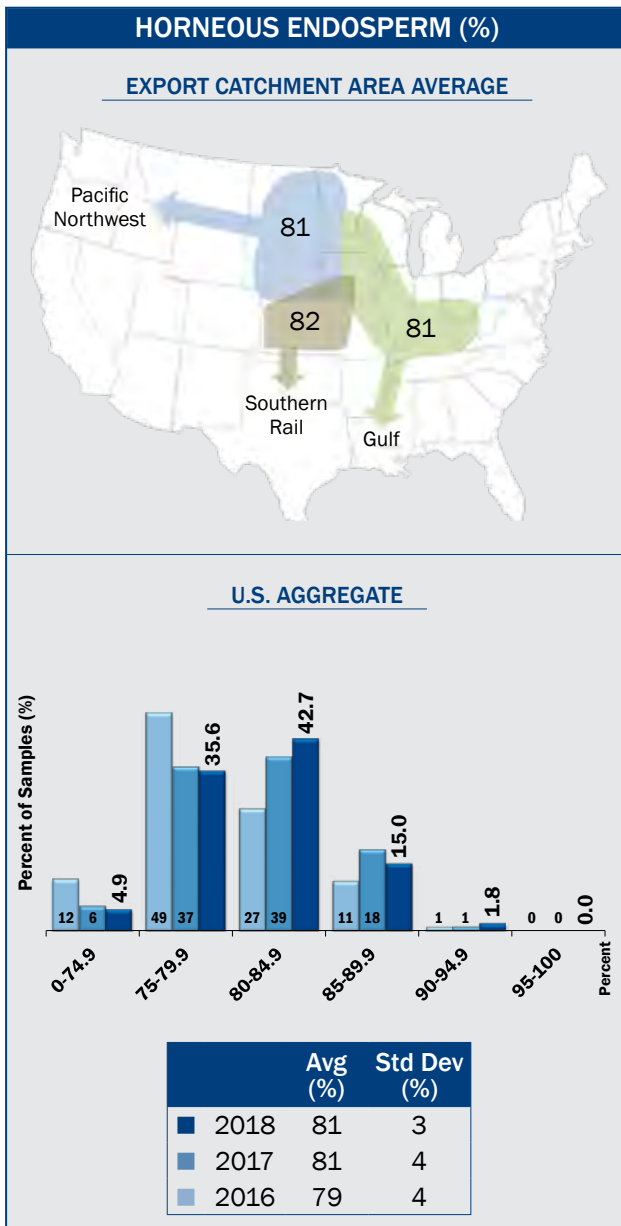 HORNEOUS ENDOSPERM (%)
EXPORT CATCHMENT AREA AVERAGE
Pacific
Northwest
81
82
81
Southern
Rail
Gulf
U.S. AGGREGATE
Percent of Samples (%)
12 6 4.9
49 37 35.6
27 39 42.7
11 18 15.0
1 1 1.8
0 0 0.0
0-74.9
75-79.9
80-84.9
85-89.9
90-94.9
95-100
Percent
Avg Std Dev
(%) (%)
2018 81 3
2017 81 4
2016 79 4